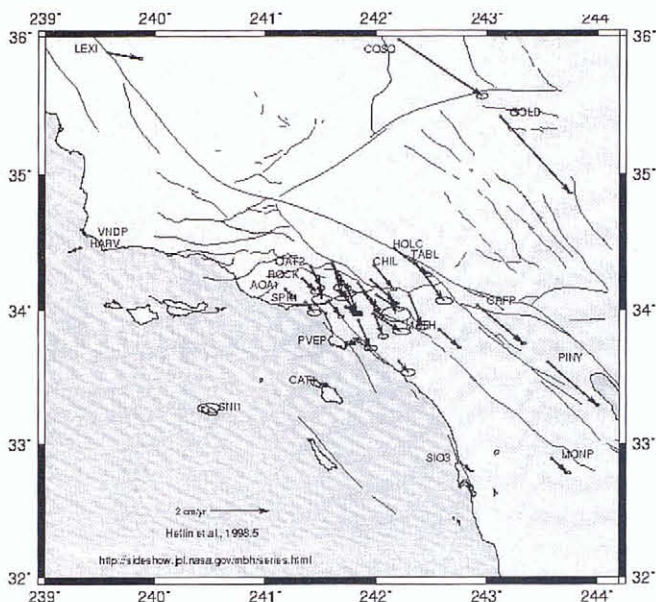 239° 240° 241° 242° 243° 244°
36° 36°
LEXI COSO
GOLD
35° 35°
VNDP HOLC
HARV TABL
OAT2 CHIL
ROCK
AOA1
SPK1 CRFP
34° 34°
PVEP
PINY
CAT1
SNI1
33° 33°
SIO3 MONP
2 cm/yr
Heflin et al., 1998.5
http://sideshow.jpl.nasa.gov/mbh/series.html
32° 32°
239° 240° 241° 242° 243° 244°